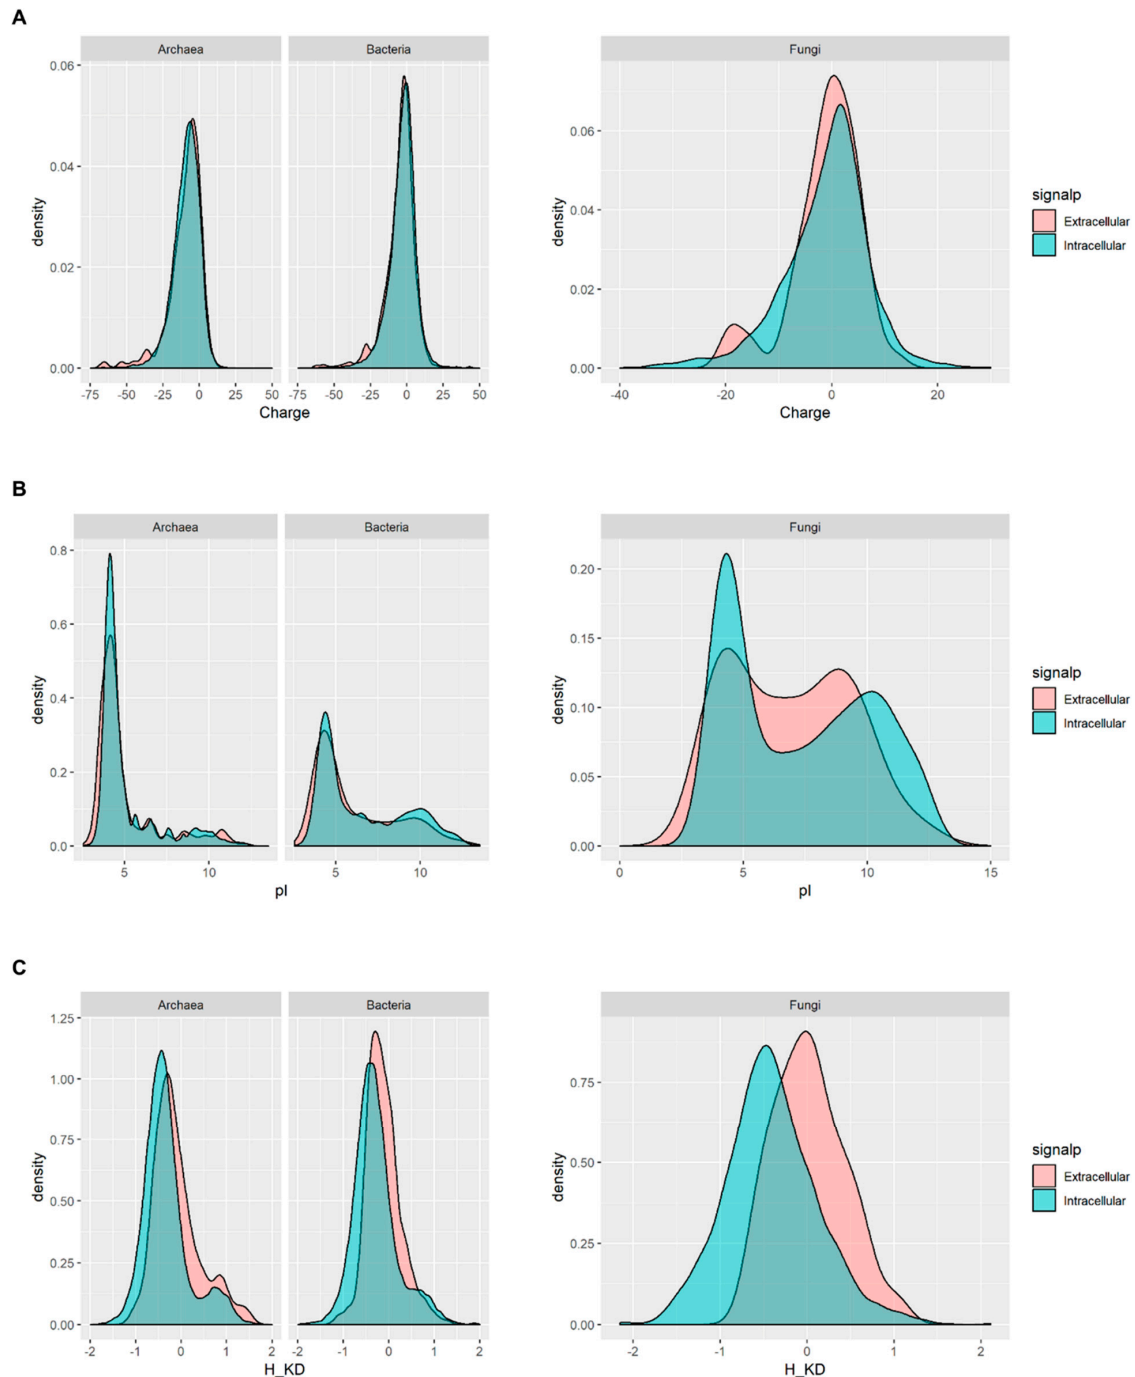 A
Archaea Bacteria Fungi
0.06
0.04
0.02
0.00
density
-75 -50 -25 0 25 50 -75 -50 -25 0 25 50
Charge
0.06
0.04
0.02
0.00
density
-40 -20 0 20
Charge
signalp
Extracellular
Intracellular
B
Archaea Bacteria Fungi
0.8
0.6
0.4
0.2
0.0
density
5 10 5 10
pI
0.20
0.15
0.10
0.05
0.00
density
0 5 10 15
pI
signalp
Extracellular
Intracellular
C
Archaea Bacteria Fungi
1.25
1.00
0.75
0.50
0.25
0.00
density
-2 -1 0 1 2 -2 -1 0 1 2
H_KD
0.75
0.50
0.25
0.00
density
-2 -1 0 1 2
H_KD
signalp
Extracellular
Intracellular